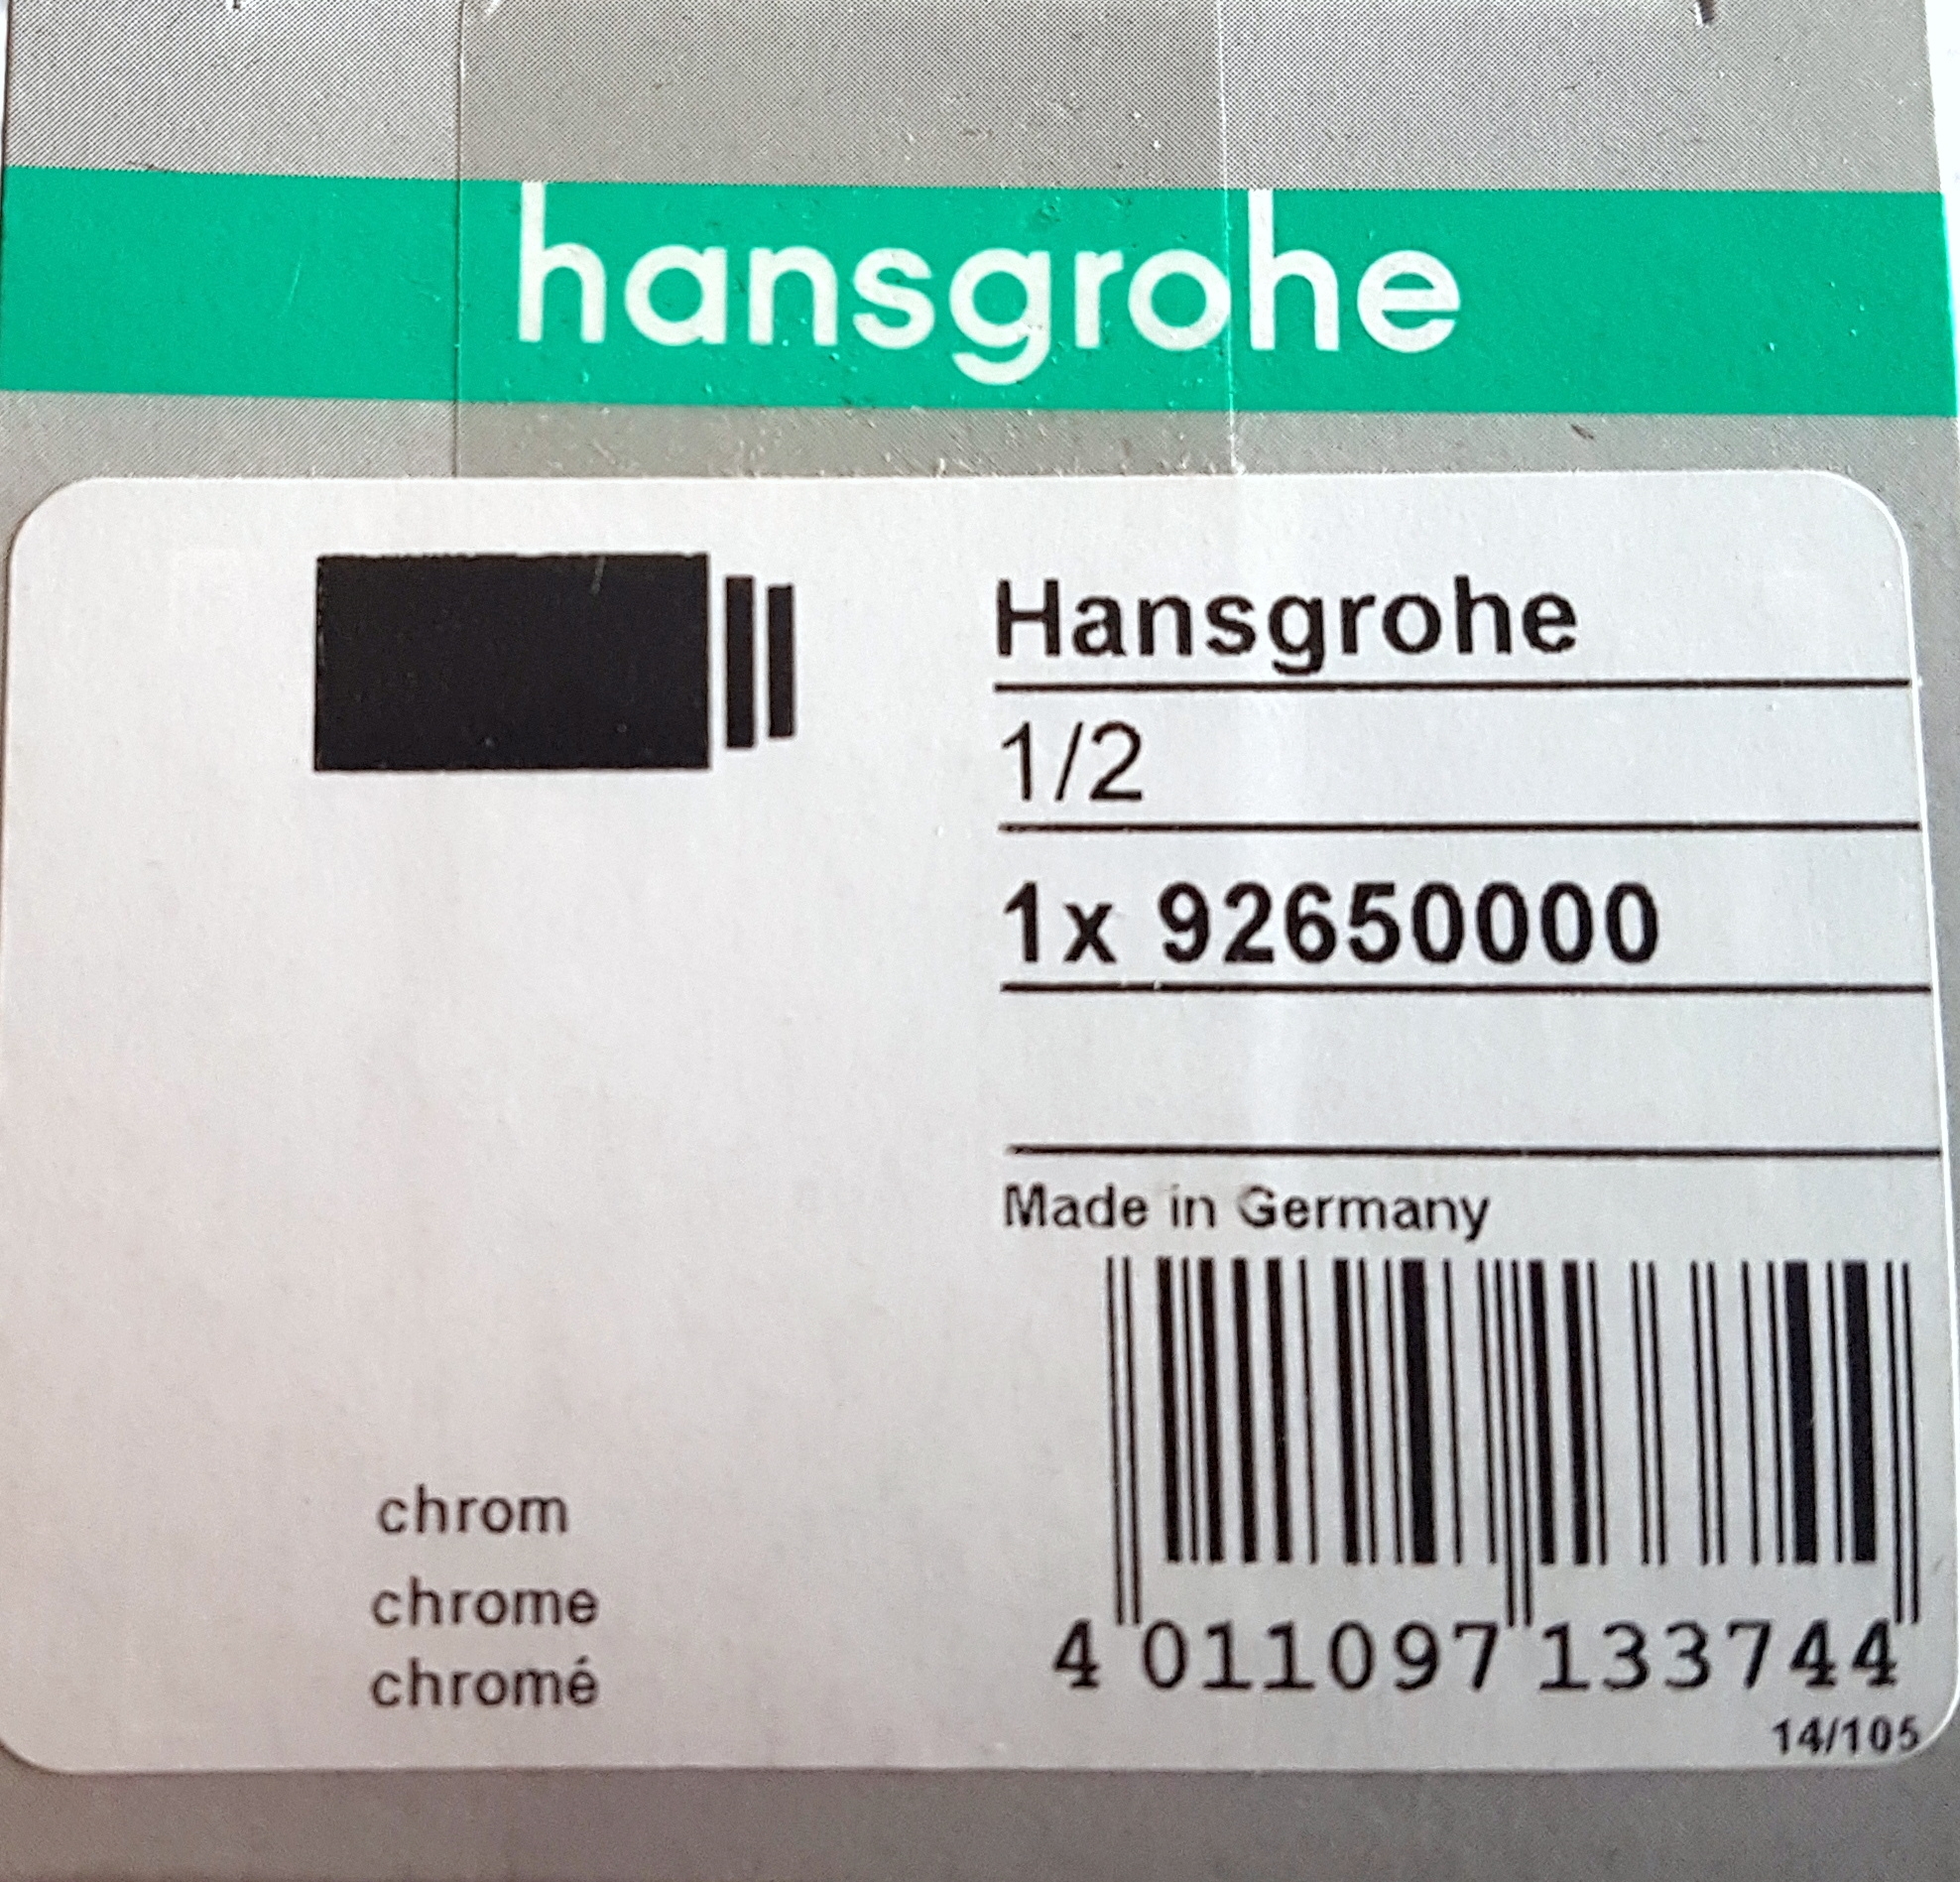 hansgrohe
Hansgrohe
1/2
1x 92650000
Made in Germany
4 011097 133744
14/105
chrom
chrome
chromé